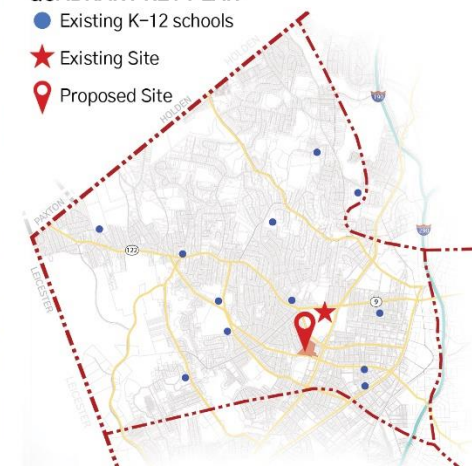 Existing K-12 schools
Existing Site
Proposed Site
HOLDEN
HOLDEN
190
PAXTON
122
290
LEICESTER
9
LEICESTER